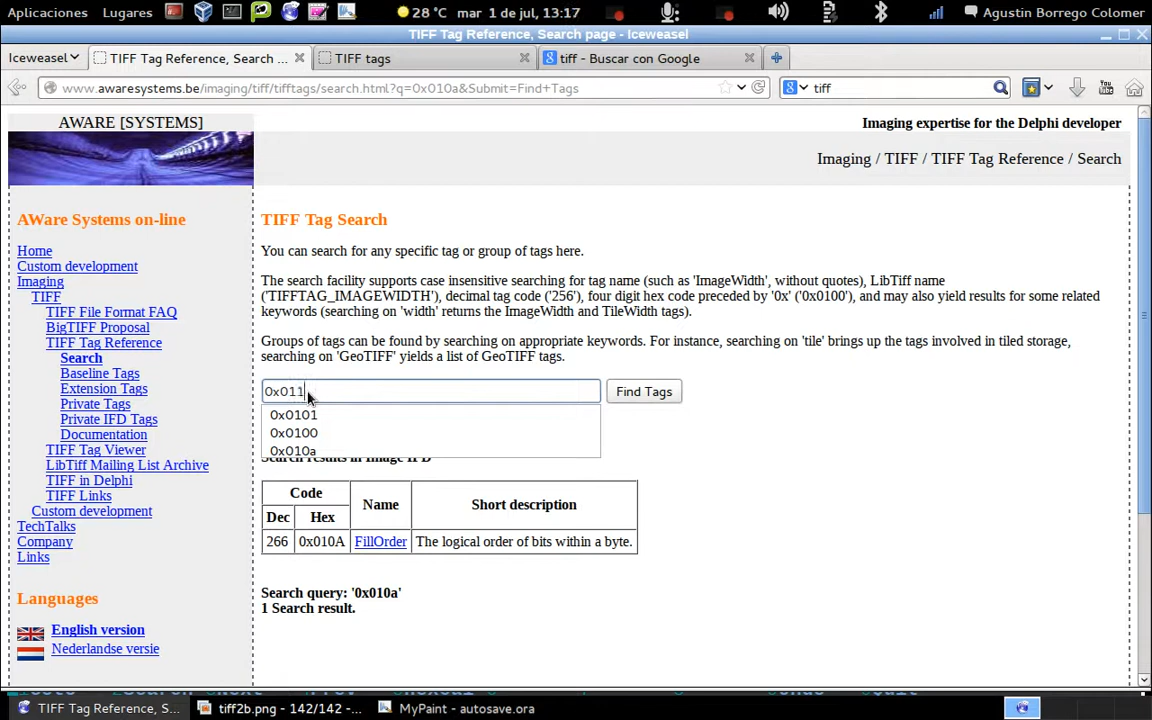 Aplicaciones Lugares 28 °C mar 1 de jul, 13:17 Agustin Borrego Colomer
TIFF Tag Reference, Search page - Iceweasel
Iceweasel TIFF Tag Reference, Search ... TIFF tags tiff - Buscar con Google
www.awaresystems.be/imaging/tiff/tifftags/search.html?q=0x010a&Submit=Find+Tags tiff
AWARE [SYSTEMS]
Imaging expertise for the Delphi developer
Imaging / TIFF / TIFF Tag Reference / Search
AWare Systems on-line
Home
Custom development
Imaging
TIFF
TIFF File Format FAQ
BigTIFF Proposal
TIFF Tag Reference
Search
Baseline Tags
Extension Tags
Private Tags
Private IFD Tags
Documentation
TIFF Tag Viewer
LibTiff Mailing List Archive
TIFF in Delphi
TIFF Links
Custom development
TechTalks
Company
Links
Languages
English version
Nederlandse versie
TIFF Tag Search
You can search for any specific tag or group of tags here.
The search facility supports case insensitive searching for tag name (such as 'ImageWidth', without quotes), LibTiff name
('TIFFTAG_IMAGEWIDTH'), decimal tag code ('256'), four digit hex code preceded by '0x' ('0x0100'), and may also yield results for some related
keywords (searching on 'width' returns the ImageWidth and TileWidth tags).
Groups of tags can be found by searching on appropriate keywords. For instance, searching on 'tile' brings up the tags involved in tiled storage,
searching on 'GeoTIFF' yields a list of GeoTIFF tags.
0x011 Find Tags
0x0101
0x0100
0x010a
Search results in Image IFD
Code Name Short description
Dec Hex
266 0x010A FillOrder The logical order of bits within a byte.
Search query: '0x010a'
1 Search result.
TIFF Tag Reference, S... tiff2b.png - 142/142 -... MyPaint - autosave.ora